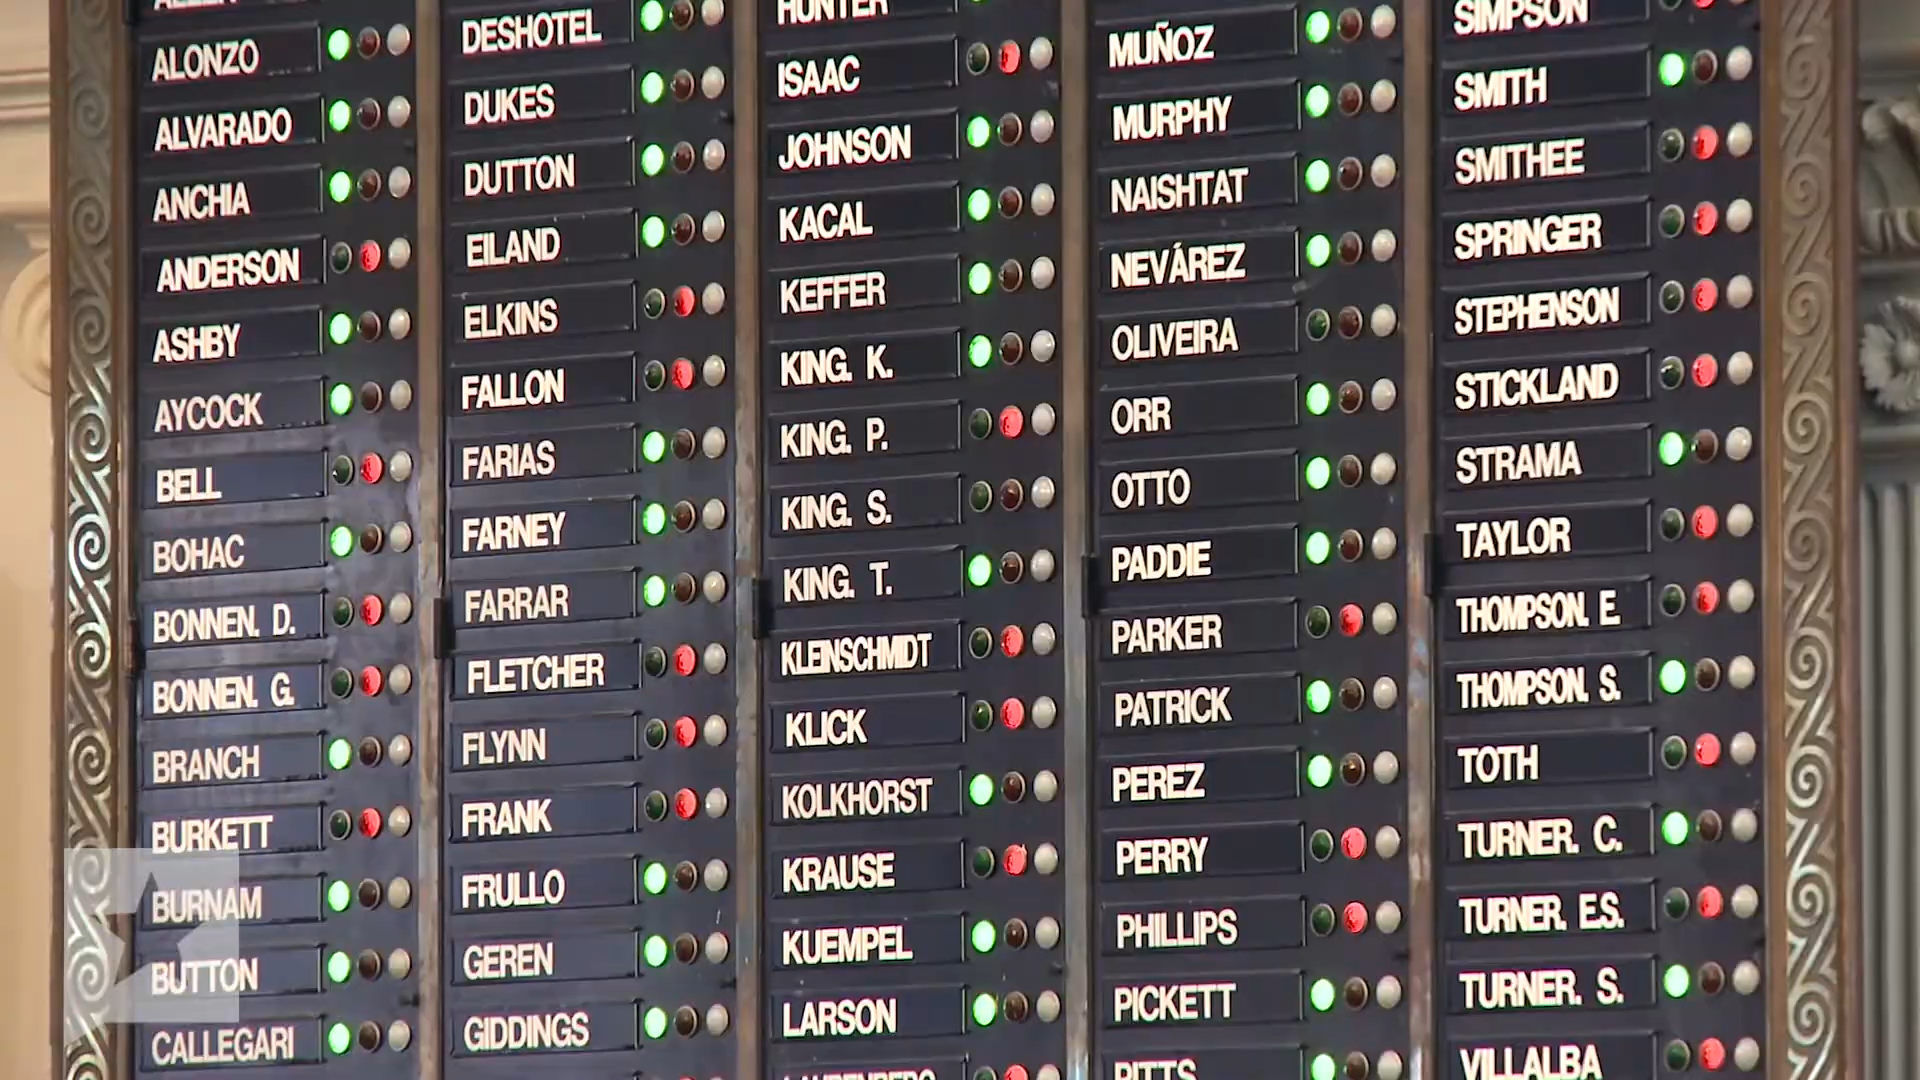 ALLEN
ALONZO
ALVARADO
ANCHIA
ANDERSON
ASHBY
AYCOCK
BELL
BOHAC
BONNEN. D.
BONNEN. G.
BRANCH
BURKETT
BURNAM
BUTTON
CALLEGARI
DESHOTEL
DUKES
DUTTON
EILAND
ELKINS
FALLON
FARIAS
FARNEY
FARRAR
FLETCHER
FLYNN
FRANK
FRULLO
GEREN
GIDDINGS
HUNTER
ISAAC
JOHNSON
KACAL
KEFFER
KING. K.
KING. P.
KING. S.
KING. T.
KLEINSCHMIDT
KLICK
KOLKHORST
KRAUSE
KUEMPEL
LARSON
LAUBENBERG
MUÑOZ
MURPHY
NAISHTAT
NEVÁREZ
OLIVEIRA
ORR
OTTO
PADDIE
PARKER
PATRICK
PEREZ
PERRY
PHILLIPS
PICKETT
PITTS
SIMPSON
SMITH
SMITHEE
SPRINGER
STEPHENSON
STICKLAND
STRAMA
TAYLOR
THOMPSON. E.
THOMPSON. S.
TOTH
TURNER. C.
TURNER. E.S.
TURNER. S.
VILLALBA